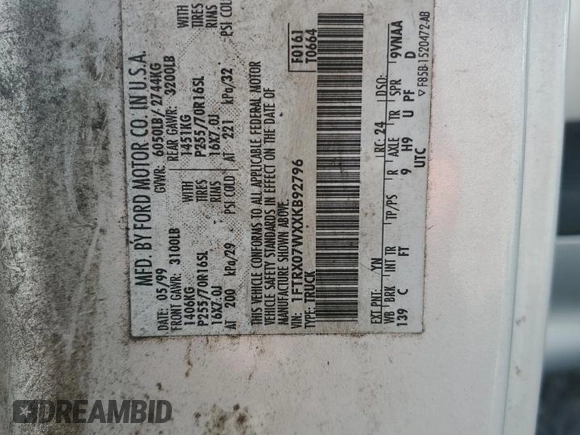 MFD. BY FORD MOTOR CO. IN U.S.A.
DATE: 05/99 GVWR: 6050LB/ 2744KG
FRONT GAWR: 3100LB REAR GAWR: 3200LB
1406KG 1451KG
P255/70R16SL TIRES P255/70R16SL TIRES
16X7.0J RIMS 16X7.0J RIMS
AT 200 kPa/29 PSI COLD AT 221 kPa/32 PSI COLD
THIS VEHICLE CONFORMS TO ALL APPLICABLE FEDERAL MOTOR
VEHICLE SAFETY STANDARDS IN EFFECT ON THE DATE OF
MANUFACTURE SHOWN ABOVE.
VIN: 1FTRX07WXXKB92796 F0161
TYPE: TRUCK T0664
EXT PNT: YN RC: 24 DSO:
WB BRK INT TR TP/PS R AXLE TR SPR
139 C FT 9 H9 U PF 9VNAA
UTC D
F85B-1520472-AB
DREAMBID